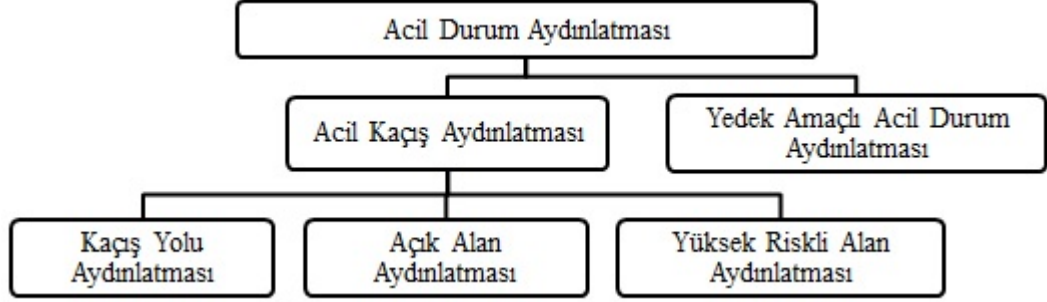 Acil Durum Aydınlatması
Acil Kaçış Aydınlatması
Yedek Amaçlı Acil Durum
Aydınlatması
Kaçış Yolu
Aydınlatması
Açık Alan
Aydınlatması
Yüksek Riskli Alan
Aydınlatması